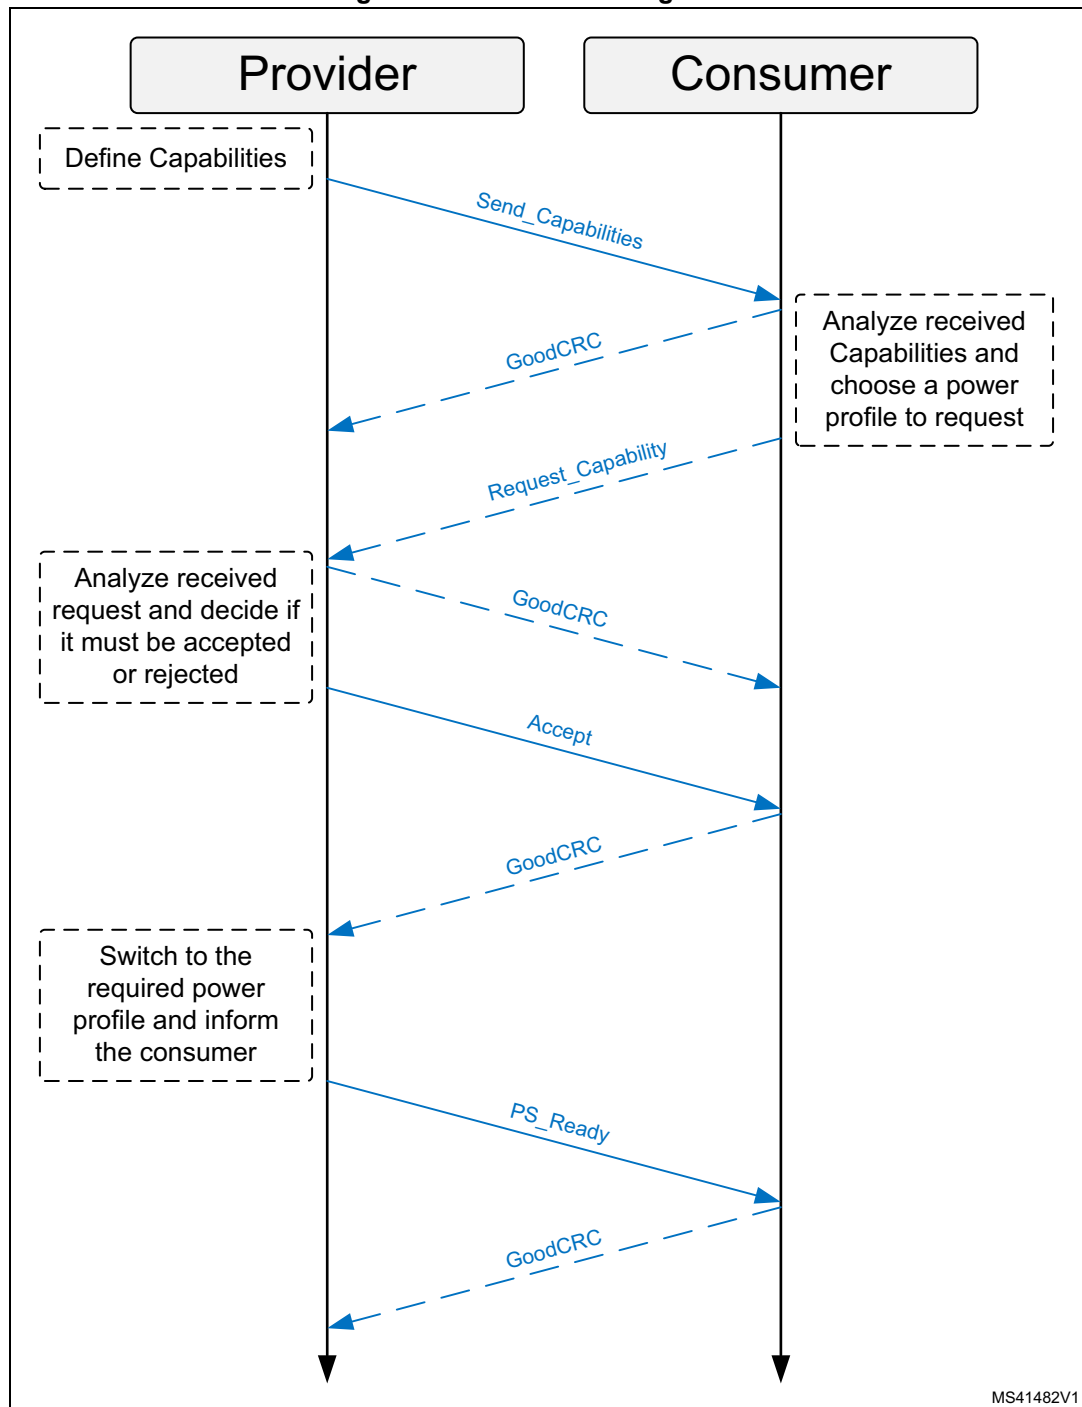 Provider
Consumer
Define Capabilities
Send_Capabilities
GoodCRC
Analyze received
Capabilities and
choose a power
profile to request
Request_Capability
Analyze received
request and decide if
it must be accepted
or rejected
GoodCRC
Accept
GoodCRC
Switch to the
required power
profile and inform
the consumer
PS_Ready
GoodCRC
MS41482V1